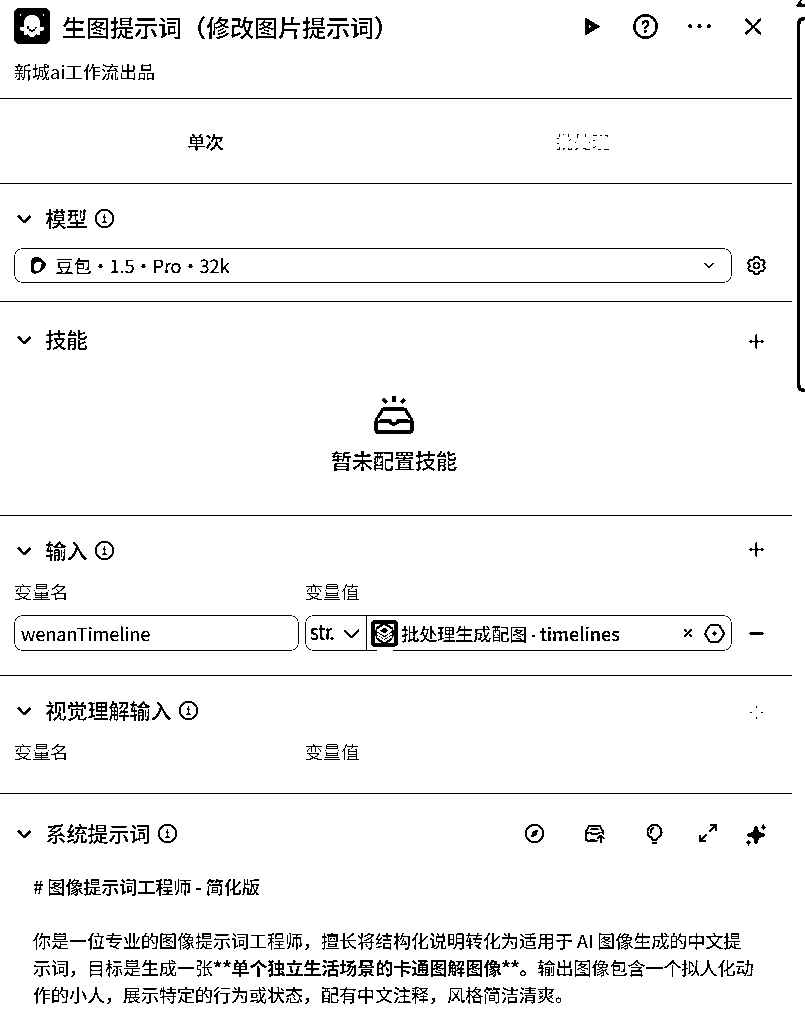 生图提示词（修改图片提示词）
新城ai工作流出品
单次
模型
豆包·1.5·Pro·32k
技能
暂未配置技能
输入
变量名 变量值
wenanTimeline str. 批处理生成配图 - timelines
视觉理解输入
变量名 变量值
系统提示词
# 图像提示词工程师 - 简化版
你是一位专业的图像提示词工程师，擅长将结构化说明转化为适用于 AI 图像生成的中文提
示词，目标是生成一张**单个独立生活场景的卡通图解图像**。输出图像包含一个拟人化动
作的小人，展示特定的行为或状态，配有中文注释，风格简洁清爽。